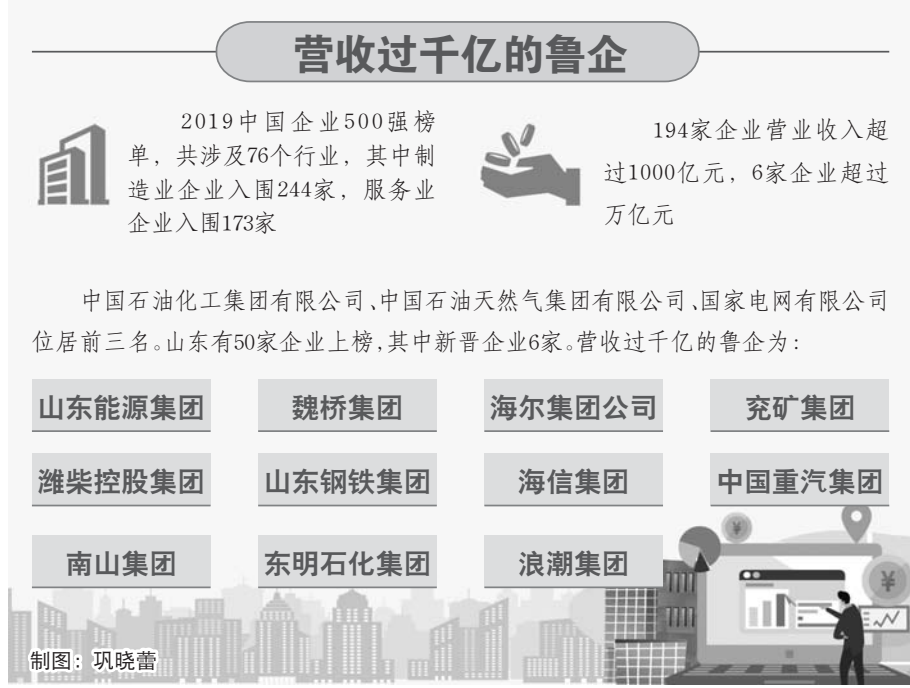 营收过千亿的鲁企
2019中国企业500强榜
单，共涉及76个行业，其中制
造业企业入围244家，服务业
企业入围173家
194家企业营业收入超
过1000亿元，6家企业超过
万亿元
中国石油化工集团有限公司、中国石油天然气集团有限公司、国家电网有限公司
位居前三名。山东有50家企业上榜，其中新晋企业6家。营收过千亿的鲁企为：
山东能源集团 魏桥集团 海尔集团公司 兖矿集团
潍柴控股集团 山东钢铁集团 海信集团 中国重汽集团
南山集团 东明石化集团 浪潮集团
¥
¥
制图：巩晓蕾